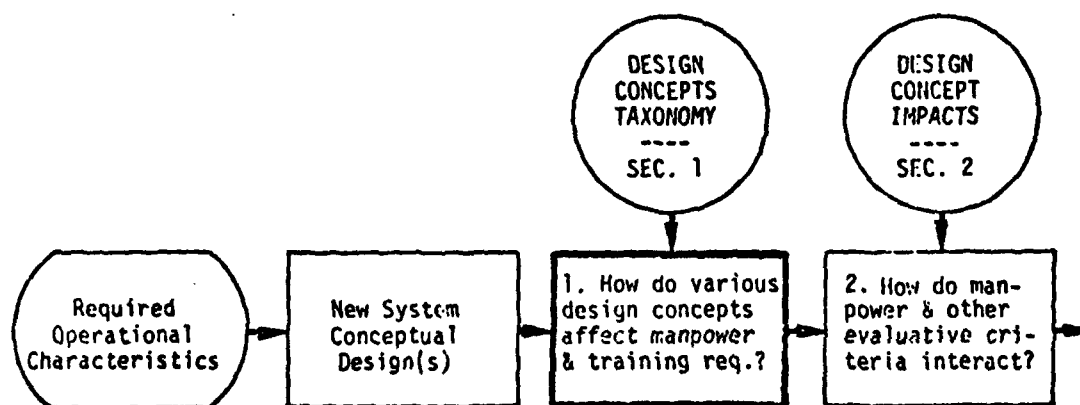 DESIGN
CONCEPTS
TAXONOMY
----
SEC. 1
DESIGN
CONCEPT
IMPACTS
----
SEC. 2
Required
Operational
Characteristics
New System
Conceptual
Design(s)
1. How do various
design concepts
affect manpower
& training req.?
2. How do man-
power & other
evaluative cri-
teria interact?